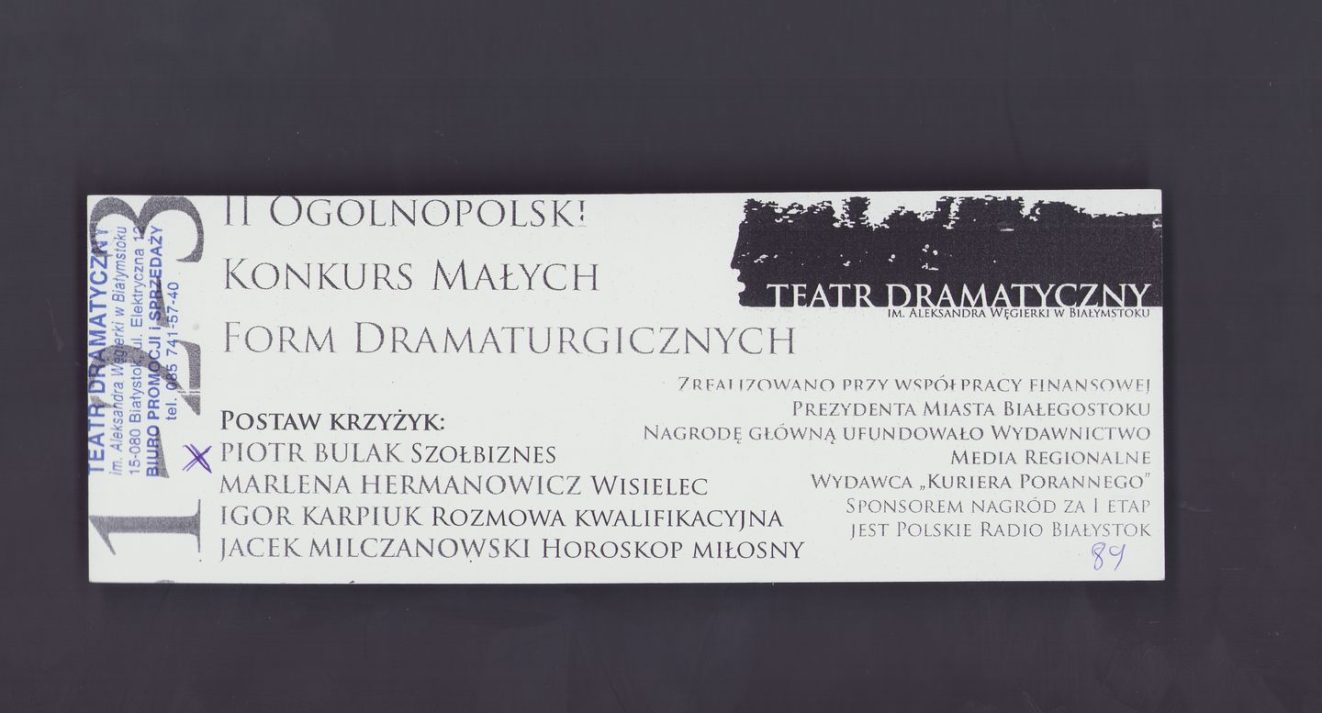 II OGÓLNOPOLSKI
KONKURS MAŁYCH
FORM DRAMATURGICZNYCH
TEATR DRAMATYCZNY
IM. ALEKSANDRA WĘGIERKI W BIAŁYMSTOKU
ZREALIZOWANO PRZY WSPÓŁPRACY FINANSOWEJ
PREZYDENTA MIASTA BIAŁEGOSTOKU
NAGRODĘ GŁÓWNĄ UFUNDOWAŁO WYDAWNICTWO
MEDIA REGIONALNE
WYDAWCA „KURIERA PORANNEGO”
SPONSOREM NAGRÓD ZA I ETAP
JEST POLSKIE RADIO BIAŁYSTOK
89
POSTAW KRZYŻYK:
X PIOTR BULAK SZOŁBIZNES
MARLENA HERMANOWICZ WISIELEC
IGOR KARPIUK ROZMOWA KWALIFIKACYJNA
JACEK MILCZANOWSKI HOROSKOP MIŁOSNY
1 2 3
TEATR DRAMATYCZNY
im. Aleksandra Węgierki w Białymstoku
15-080 Białystok, ul. Elektryczna 12
BIURO PROMOCJI i SPRZEDAŻY
tel. 085 741-57-40